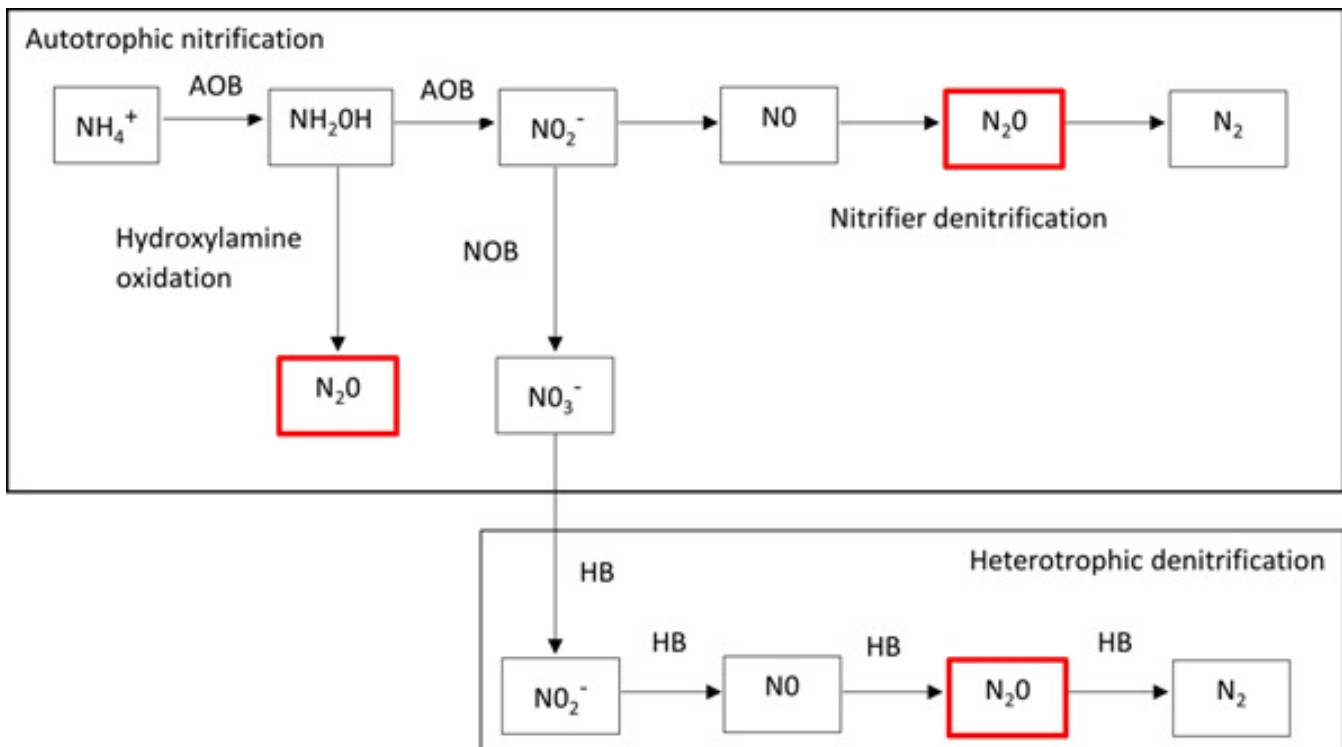 Autotrophic nitrification
AOB
AOB
NH₄⁺
NH₂0H
N0₂⁻
N0
N₂0
N₂
Hydroxylamine
oxidation
NOB
Nitrifier denitrification
N₂0
N0₃⁻
Heterotrophic denitrification
HB
HB
HB
HB
N0₂⁻
N0
N₂0
N₂